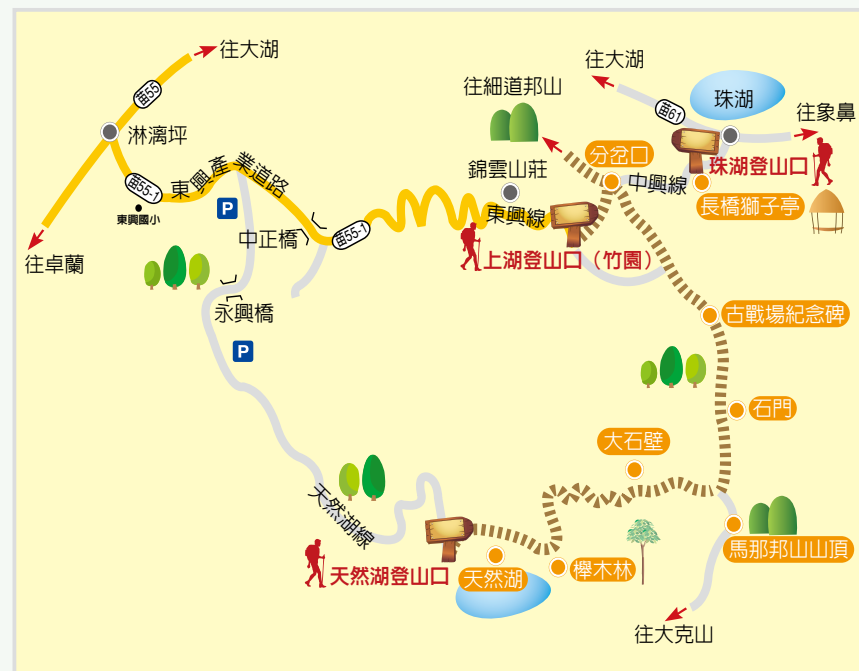 往大湖
苗55
淋漓坪
苗55-1
東興產業道路
東興國小
P
中正橋
苗55-1
往卓蘭
永興橋
P
往大湖
往細道邦山
苗61
珠湖
往象鼻
分岔口
珠湖登山口
錦雲山莊
中興線
長橋獅子亭
東興線
上湖登山口（竹園）
古戰場紀念碑
石門
大石壁
天然湖線
馬那邦山山頂
天然湖登山口
天然湖
櫸木林
往大克山